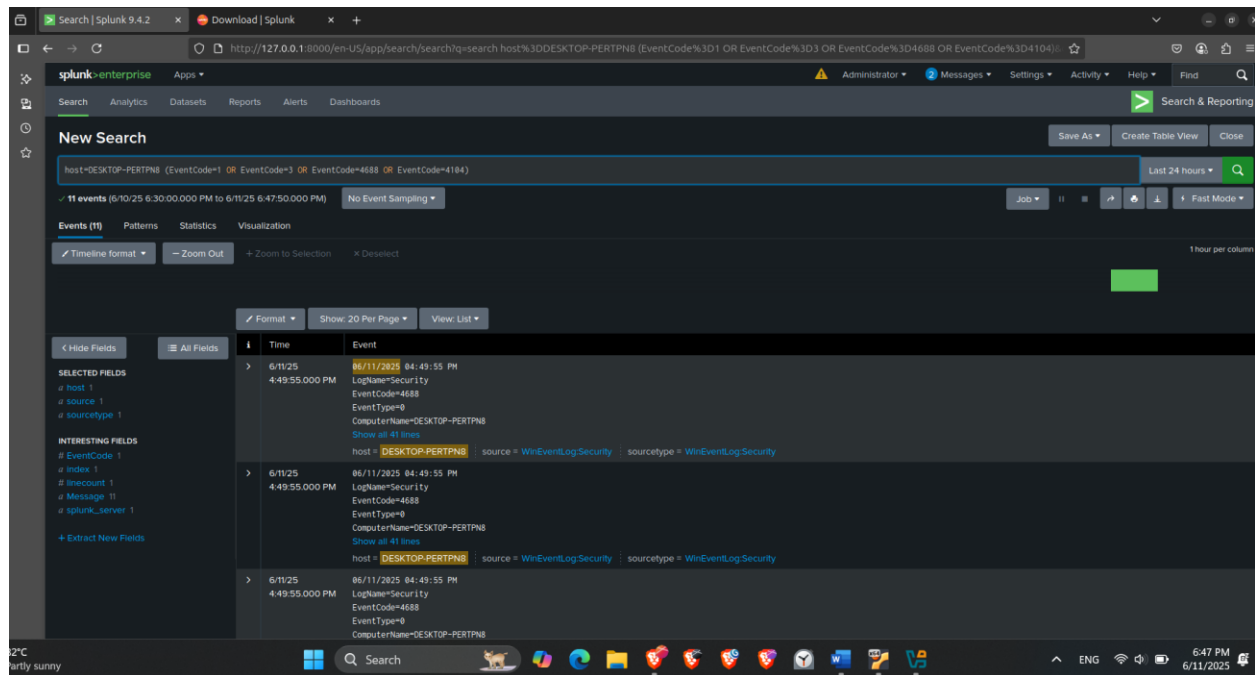 Search | Splunk 9.4.2 × Download | Splunk × +
http://127.0.0.1:8000/en-US/app/search/search?q=search host%3DDESKTOP-PERTPN8 (EventCode%3D1 OR EventCode%3D3 OR EventCode%3D4688 OR EventCode%3D4104)&
splunk>enterprise Apps Administrator 2 Messages Settings Activity Help Find
Search Analytics Datasets Reports Alerts Dashboards > Search & Reporting
New Search Save As Create Table View Close
host=DESKTOP-PERTPN8 (EventCode=1 OR EventCode=3 OR EventCode=4688 OR EventCode=4104) Last 24 hours
✓ 11 events (6/10/25 6:30:00.000 PM to 6/11/25 6:47:50.000 PM) No Event Sampling Job Fast Mode
Events (11) Patterns Statistics Visualization
Timeline format — Zoom Out + Zoom to Selection × Deselect 1 hour per column
Format Show: 20 Per Page View: List
< Hide Fields All Fields i Time Event
SELECTED FIELDS
a host 1
a source 1
a sourcetype 1
INTERESTING FIELDS
# EventCode 1
a index 1
# linecount 1
a Message 11
a splunk_server 1
+ Extract New Fields
> 6/11/25 06/11/2025 04:49:55 PM
4:49:55.000 PM LogName=Security
EventCode=4688
EventType=0
ComputerName=DESKTOP-PERTPN8
Show all 41 lines
host = DESKTOP-PERTPN8 source = WinEventLog:Security sourcetype = WinEventLog:Security
> 6/11/25 06/11/2025 04:49:55 PM
4:49:55.000 PM LogName=Security
EventCode=4688
EventType=0
ComputerName=DESKTOP-PERTPN8
Show all 41 lines
host = DESKTOP-PERTPN8 source = WinEventLog:Security sourcetype = WinEventLog:Security
> 6/11/25 06/11/2025 04:49:55 PM
4:49:55.000 PM LogName=Security
EventCode=4688
EventType=0
ComputerName=DESKTOP-PERTPN8
32°C
Partly sunny
Search
ENG
6:47 PM
6/11/2025